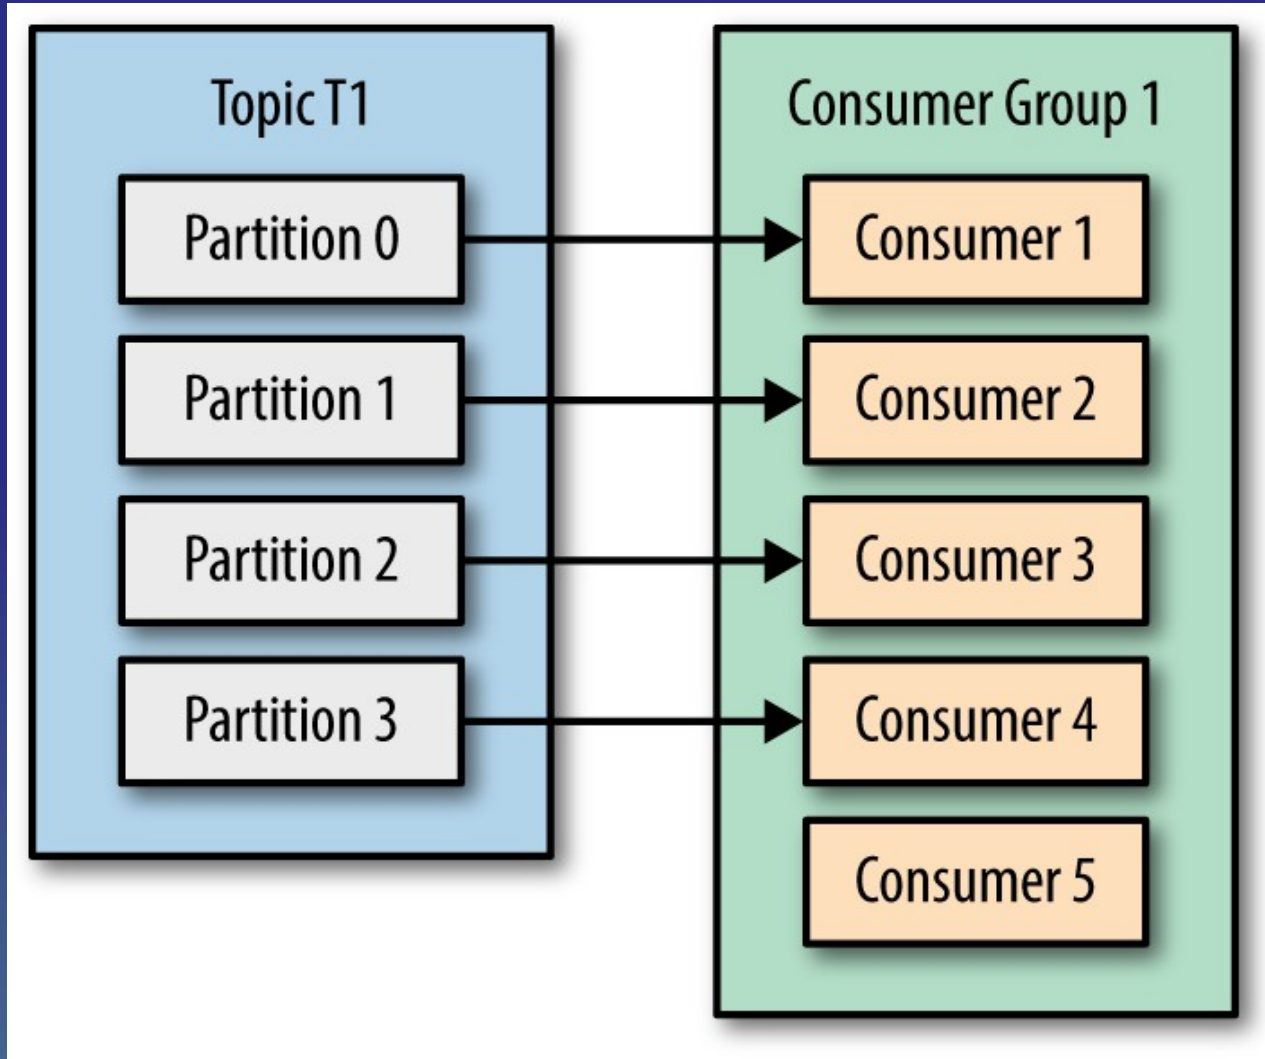 Topic T1
Partition 0
Partition 1
Partition 2
Partition 3
Consumer Group 1
Consumer 1
Consumer 2
Consumer 3
Consumer 4
Consumer 5